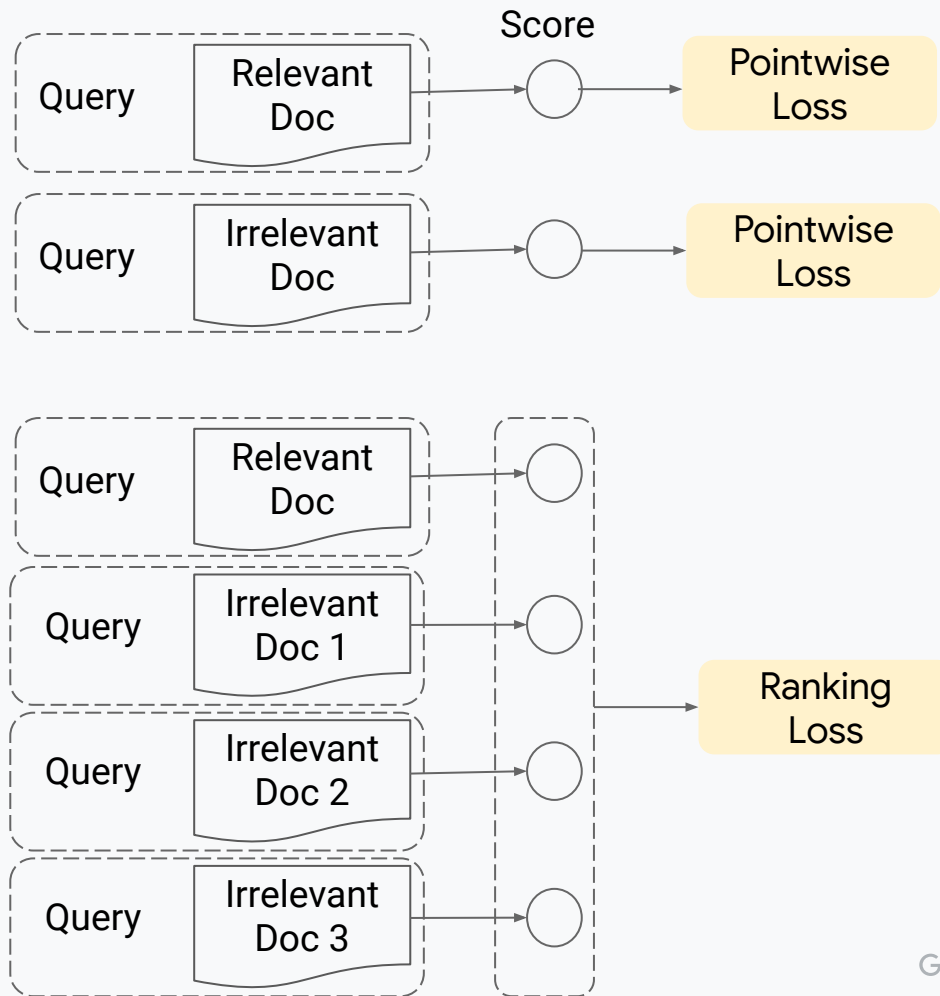 Score
Query
Relevant
Doc
Pointwise
Loss
Query
Irrelevant
Doc
Pointwise
Loss
Query
Relevant
Doc
Query
Irrelevant
Doc 1
Query
Irrelevant
Doc 2
Ranking
Loss
Query
Irrelevant
Doc 3
G